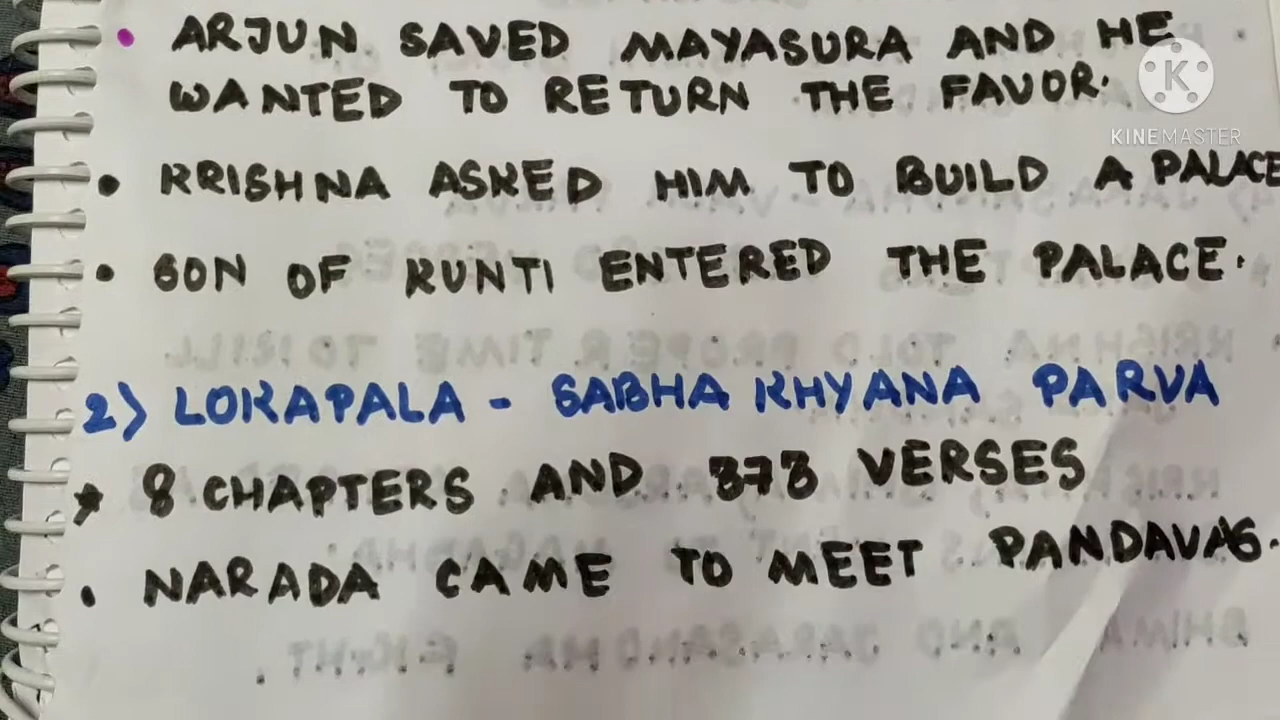 • ARJUN SAVED MAYASURA AND HE
WANTED TO RETURN THE FAVOR.
• KRISHNA ASKED HIM TO BUILD A PALACE
• SON OF KUNTI ENTERED THE PALACE.
2) LOKAPALA - SABHA KHYANA PARVA
* 8 CHAPTERS AND 373 VERSES
• NARADA CAME TO MEET PANDAVAS.
K
KINEMASTER